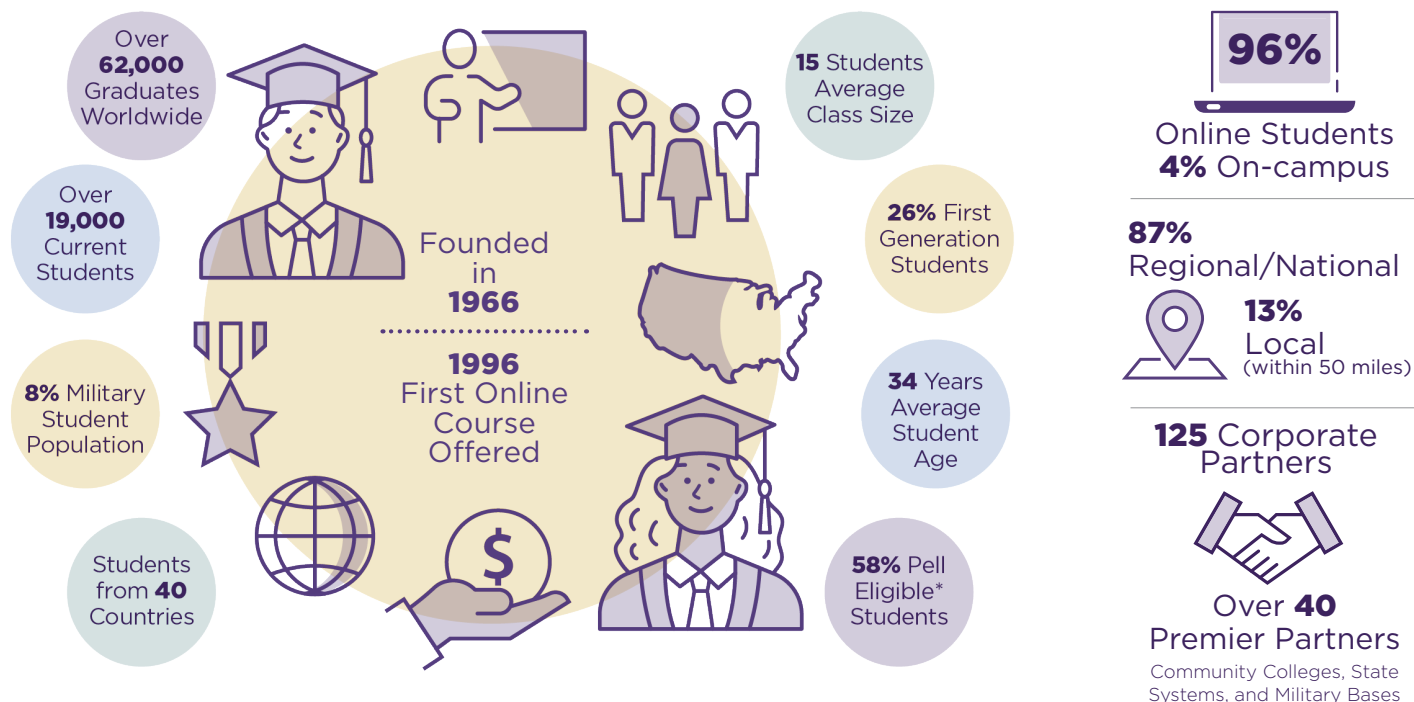 Over
62,000
Graduates
Worldwide
Over
19,000
Current
Students
8% Military
Student
Population
Students
from 40
Countries
Founded
in
1966
1996
First Online
Course
Offered
$
15 Students
Average
Class Size
26% First
Generation
Students
34 Years
Average
Student
Age
58% Pell
Eligible*
Students
96%
Online Students
4% On-campus
87%
Regional/National
13%
Local
(within 50 miles)
125 Corporate
Partners
Over 40
Premier Partners
Community Colleges, State
Systems, and Military Bases